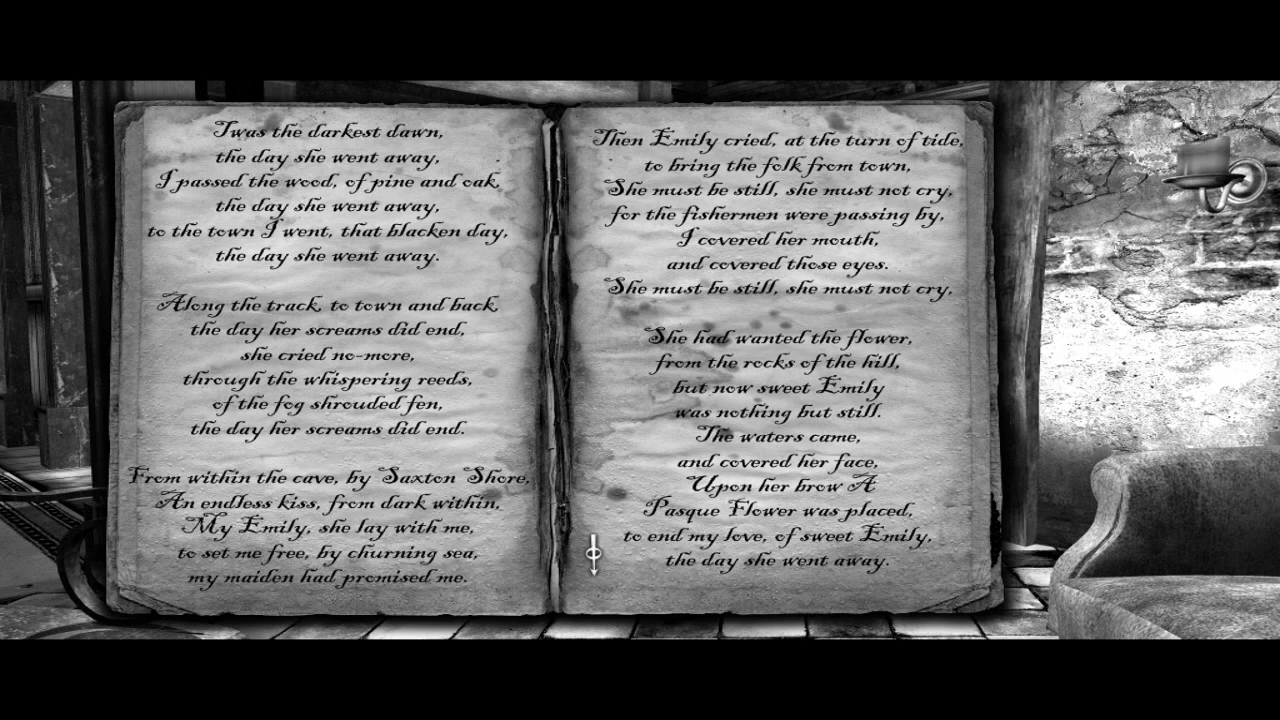 Twas the darkest dawn,
the day she went away,
I passed the wood, of pine and oak,
the day she went away,
to the town I went, that blacken day,
the day she went away.
Along the track, to town and back,
the day her screams did end,
she cried no-more,
through the whispering reeds,
of the fog shrouded fen,
the day her screams did end.
From within the cave, by Saxton Shore,
An endless kiss, from dark within,
My Emily, she lay with me,
to set me free, by churning sea,
my maiden had promised me.
Then Emily cried, at the turn of tide,
to bring the folk from town,
She must be still, she must not cry,
for the fishermen were passing by,
I covered her mouth,
and covered those eyes.
She must be still, she must not cry,
She had wanted the flower,
from the rocks of the hill,
but now sweet Emily
was nothing but still.
The waters came,
and covered her face,
Upon her brow A
Pasque Flower was placed,
to end my love, of sweet Emily,
the day she went away.